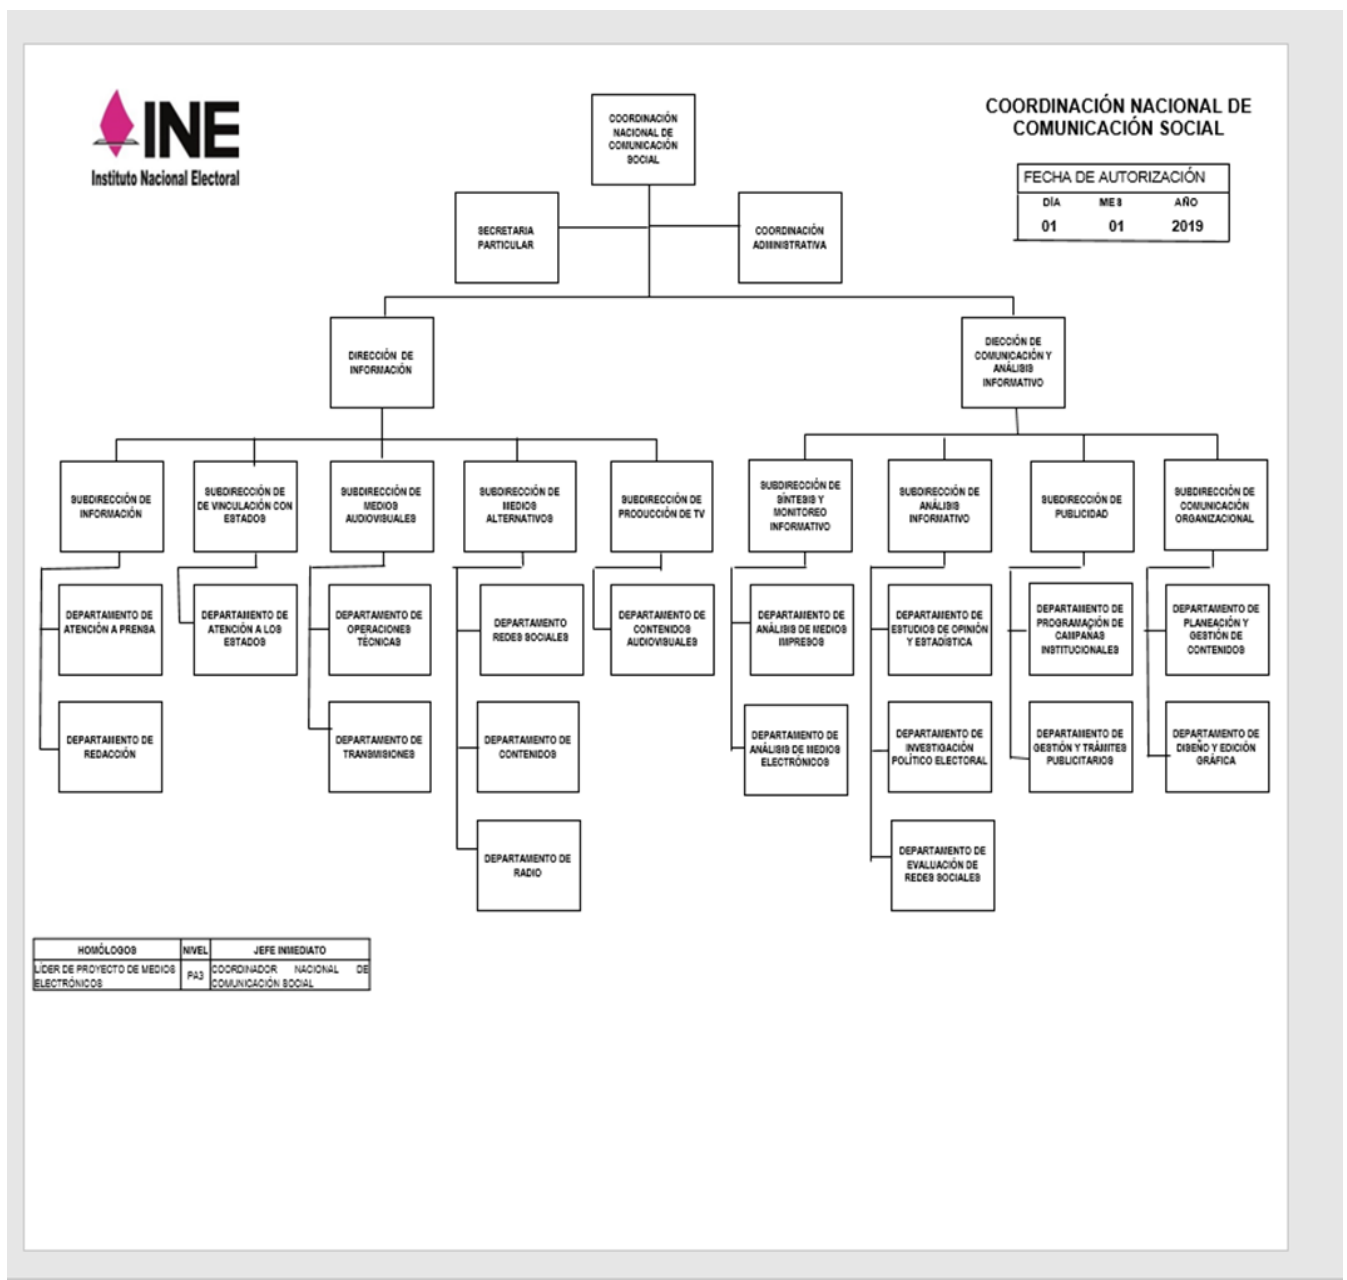 INE
Instituto Nacional Electoral
COORDINACIÓN
NACIONAL DE
COMUNICACIÓN
SOCIAL
COORDINACIÓN NACIONAL DE
COMUNICACIÓN SOCIAL
FECHA DE AUTORIZACIÓN
DÍA MES AÑO
01 01 2019
SECRETARIA
PARTICULAR
COORDINACIÓN
ADMINISTRATIVA
DIRECCIÓN DE
INFORMACIÓN
DIECCIÓN DE
COMUNICACIÓN Y
ANÁLISIS
INFORMATIVO
SUBDIRECCIÓN DE
INFORMACIÓN
SUBDIRECCIÓN DE
DE VINCULACIÓN CON
ESTADOS
SUBDIRECCIÓN DE
MEDIOS
AUDIOVISUALES
SUBDIRECCIÓN DE
MEDIOS
ALTERNATIVOS
SUBDIRECCIÓN DE
PRODUCCIÓN DE TV
SUBDIRECCIÓN DE
SÍNTESIS Y
MONITOREO
INFORMATIVO
SUBDIRECCIÓN DE
ANÁLISIS
INFORMATIVO
SUBDIRECCIÓN DE
PUBLICIDAD
SUBDIRECCIÓN DE
COMUNICACIÓN
ORGANIZACIONAL
DEPARTAMENTO DE
ATENCIÓN A PRENSA
DEPARTAMENTO DE
ATENCIÓN A LOS
ESTADOS
DEPARTAMENTO DE
OPERACIONES
TÉCNICAS
DEPARTAMENTO
REDES SOCIALES
DEPARTAMENTO DE
CONTENIDOS
AUDIOVISUALES
DEPARTAMENTO DE
ANÁLISIS DE MEDIOS
IMPRESOS
DEPARTAMENTO DE
ESTUDIOS DE OPINIÓN
Y ESTADÍSTICA
DEPARTAMENTO DE
PROGRAMACIÓN DE
CAMPAÑAS
INSTITUCIONALES
DEPARTAMENTO DE
PLANEACIÓN Y
GESTIÓN DE
CONTENIDOS
DEPARTAMENTO DE
REDACCIÓN
DEPARTAMENTO DE
TRANSMISIONES
DEPARTAMENTO DE
CONTENIDOS
DEPARTAMENTO DE
ANÁLISIS DE MEDIOS
ELECTRÓNICOS
DEPARTAMENTO DE
INVESTIGACIÓN
POLÍTICO ELECTORAL
DEPARTAMENTO DE
GESTIÓN Y TRÁMITES
PUBLICITARIOS
DEPARTAMENTO DE
DISEÑO Y EDICIÓN
GRÁFICA
DEPARTAMENTO DE
RADIO
DEPARTAMENTO DE
EVALUACIÓN DE
REDES SOCIALES
HOMÓLOGOS NIVEL JEFE INMEDIATO
LÍDER DE PROYECTO DE MEDIOS
ELECTRÓNICOS
PA3
COORDINADOR NACIONAL DE
COMUNICACIÓN SOCIAL